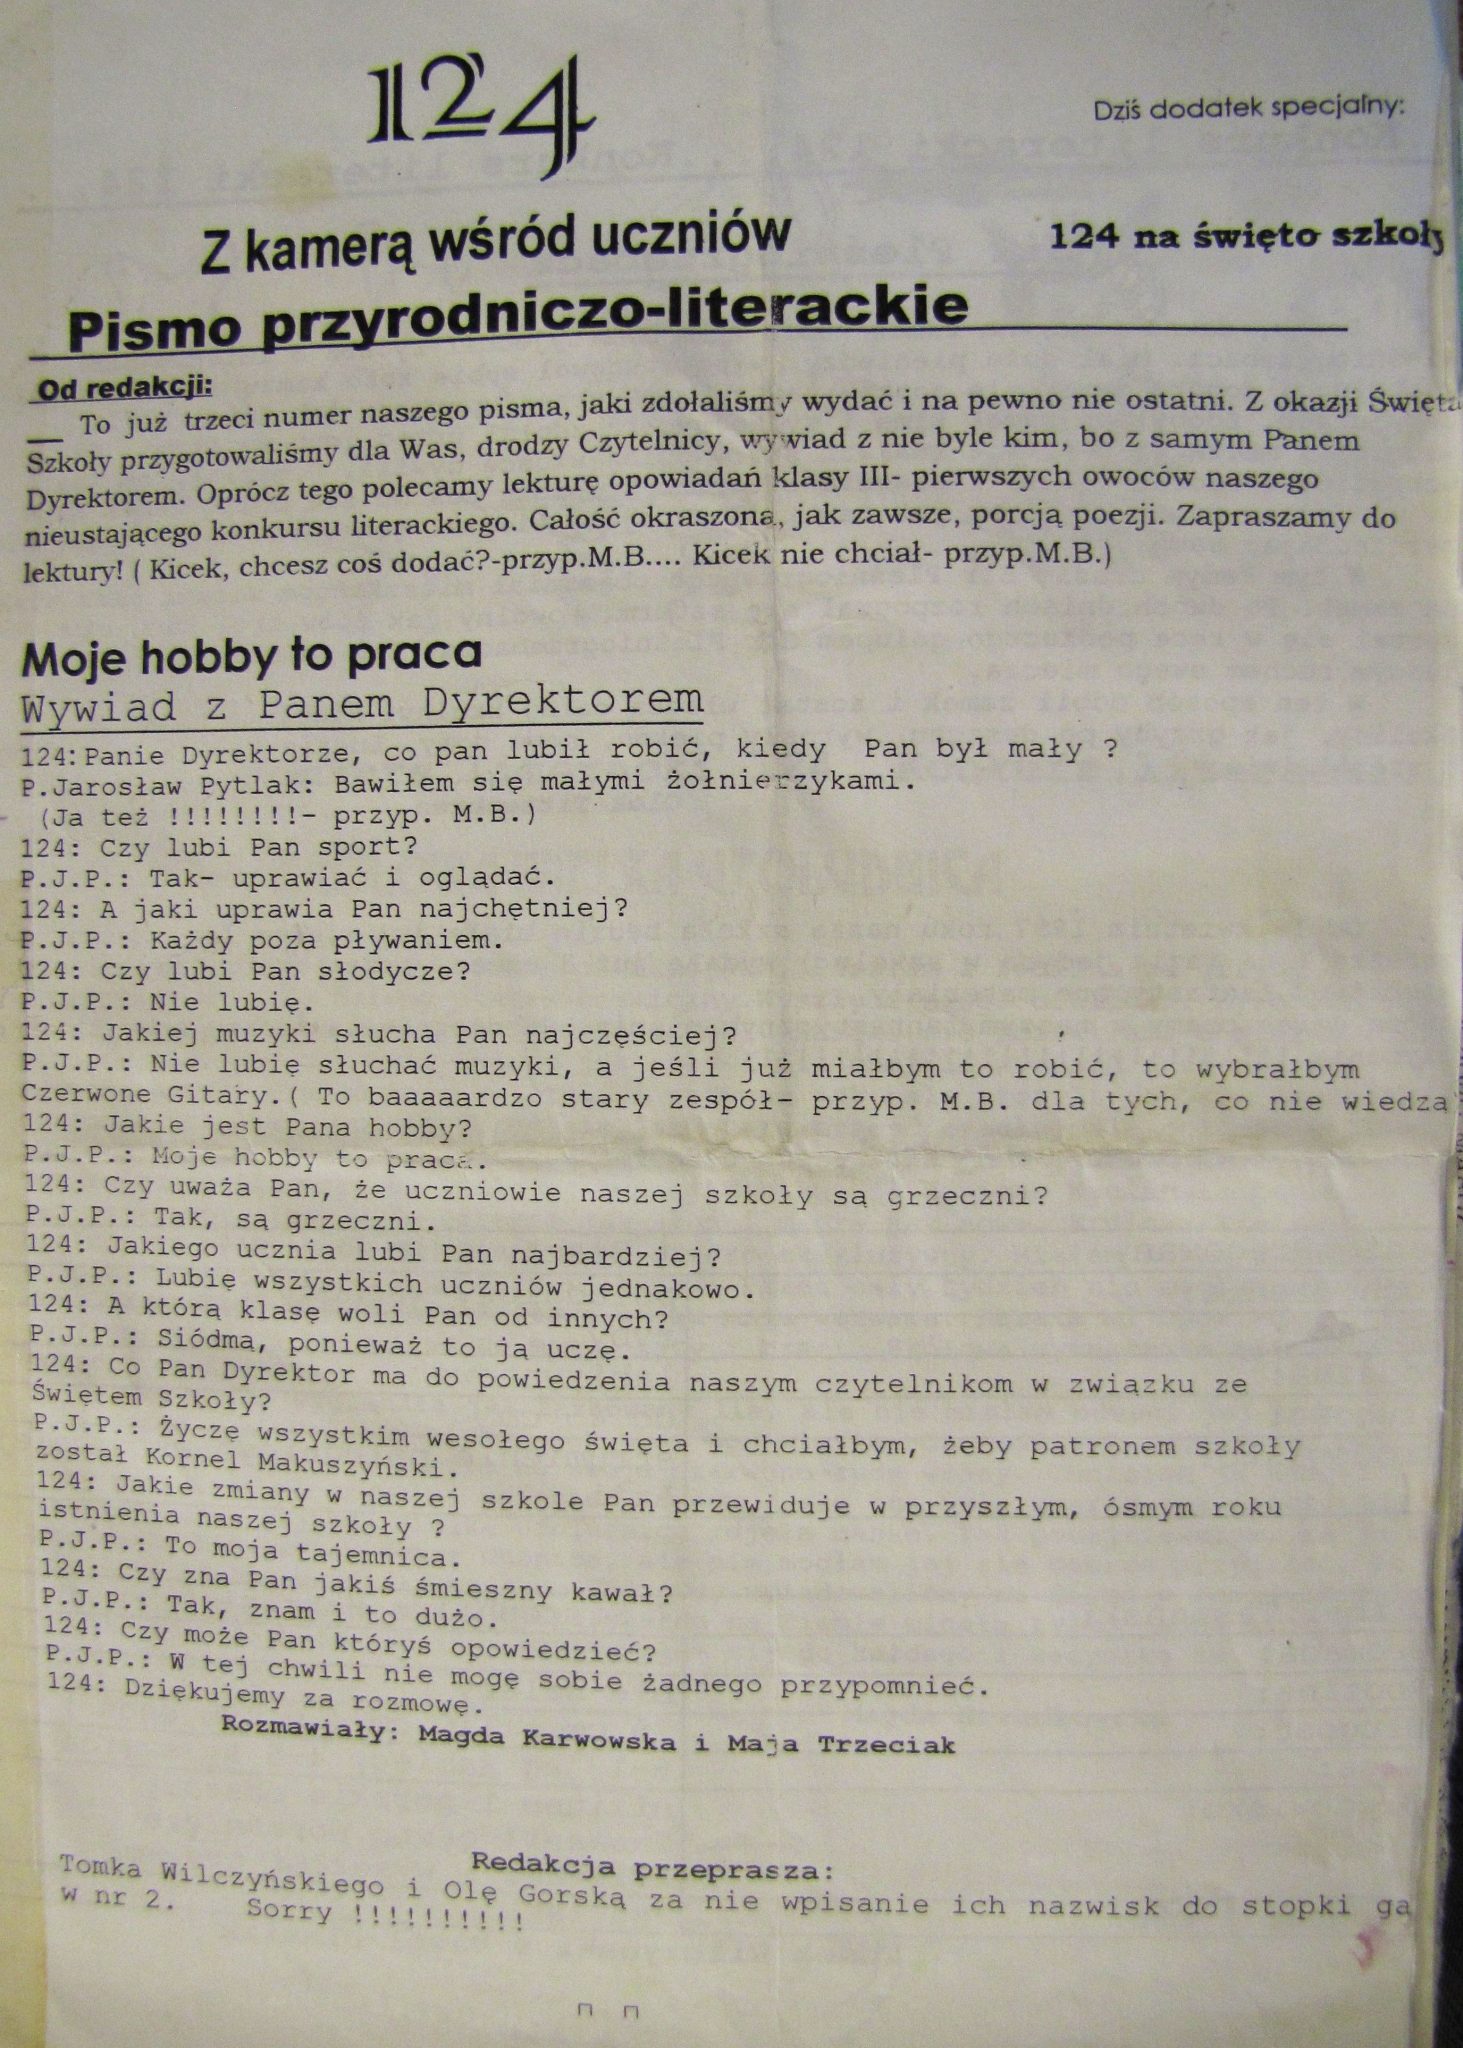 124
Dziś dodatek specjalny:
Z kamerą wśród uczniów
124 na święto szkoły
Pismo przyrodniczo-literackie
Od redakcji:
To już trzeci numer naszego pisma, jaki zdołaliśmy wydać i na pewno nie ostatni. Z okazji Święta
Szkoły przygotowaliśmy dla Was, drodzy Czytelnicy, wywiad z nie byle kim, bo z samym Panem
Dyrektorem. Oprócz tego polecamy lekturę opowiadań klasy III- pierwszych owoców naszego
nieustającego konkursu literackiego. Całość okraszona, jak zawsze, porcją poezji. Zapraszamy do
lektury! ( Kicek, chcesz coś dodać?-przyp.M.B.... Kicek nie chciał- przyp.M.B.)
Moje hobby to praca
Wywiad z Panem Dyrektorem
124: Panie Dyrektorze, co pan lubił robić, kiedy Pan był mały ?
P.Jarosław Pytlak: Bawiłem się małymi żołnierzykami.
(Ja też !!!!!!!!- przyp. M.B.)
124: Czy lubi Pan sport?
P.J.P.: Tak- uprawiać i oglądać.
124: A jaki uprawia Pan najchętniej?
P.J.P.: Każdy poza pływaniem.
124: Czy lubi Pan słodycze?
P.J.P.: Nie lubię.
124: Jakiej muzyki słucha Pan najczęściej?
P.J.P.: Nie lubię słuchać muzyki, a jeśli już miałbym to robić, to wybrałbym
Czerwone Gitary.( To baaaaardzo stary zespół- przyp. M.B. dla tych, co nie wiedzą
124: Jakie jest Pana hobby?
P.J.P.: Moje hobby to praca.
124: Czy uważa Pan, że uczniowie naszej szkoły są grzeczni?
P.J.P.: Tak, są grzeczni.
124: Jakiego ucznia lubi Pan najbardziej?
P.J.P.: Lubię wszystkich uczniów jednakowo.
124: A którą klasę woli Pan od innych?
P.J.P.: Siódmą, ponieważ to ją uczę.
124: Co Pan Dyrektor ma do powiedzenia naszym czytelnikom w związku ze
Świętem Szkoły?
P.J.P.: Życzę wszystkim wesołego święta i chciałbym, żeby patronem szkoły
został Kornel Makuszyński.
124: Jakie zmiany w naszej szkole Pan przewiduje w przyszłym, ósmym roku
istnienia naszej szkoły ?
P.J.P.: To moja tajemnica.
124: Czy zna Pan jakiś śmieszny kawał?
P.J.P.: Tak, znam i to dużo.
124: Czy może Pan któryś opowiedzieć?
P.J.P.: W tej chwili nie mogę sobie żadnego przypomnieć.
124: Dziękujemy za rozmowę.
Rozmawiały: Magda Karwowska i Maja Trzeciak
Redakcja przeprasza:
Tomka Wilczyńskiego i Olę Gorską za nie wpisanie ich nazwisk do stopki ga
w nr 2. Sorry !!!!!!!!!!